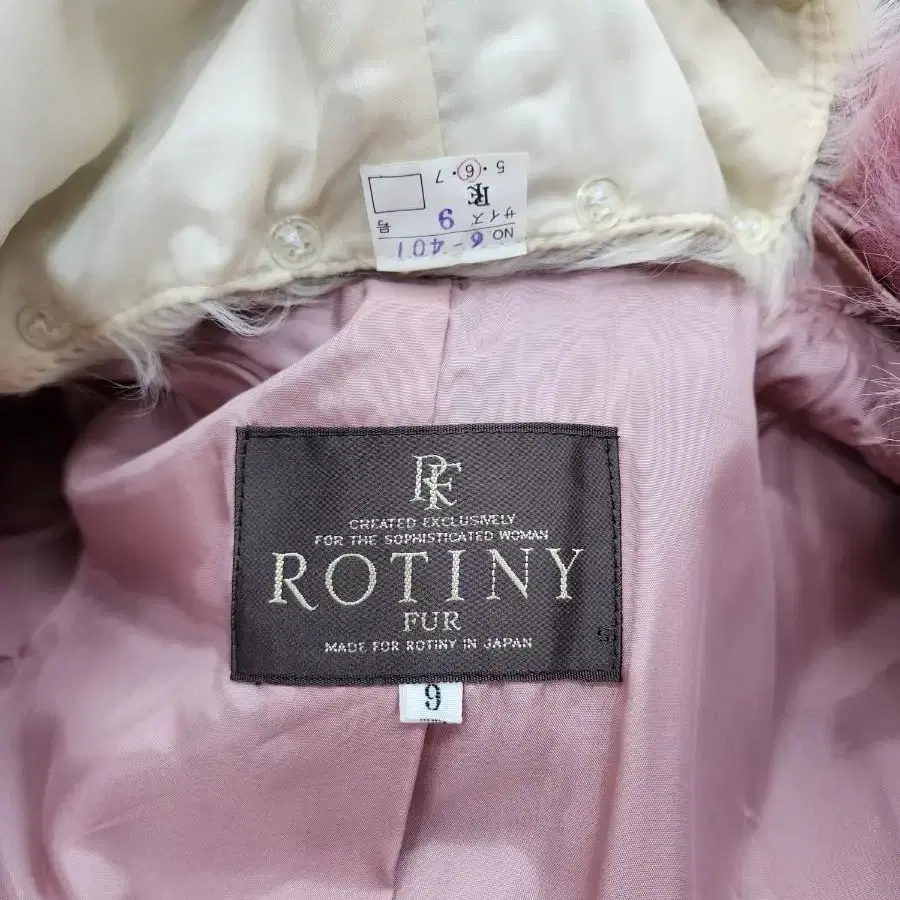 NO. 6-401
サイズ 9 号
RE
5・6・7
RF
CREATED EXCLUSIVELY
FOR THE SOPHISTICATED WOMAN
ROTINY
FUR
MADE FOR ROTINY IN JAPAN
9